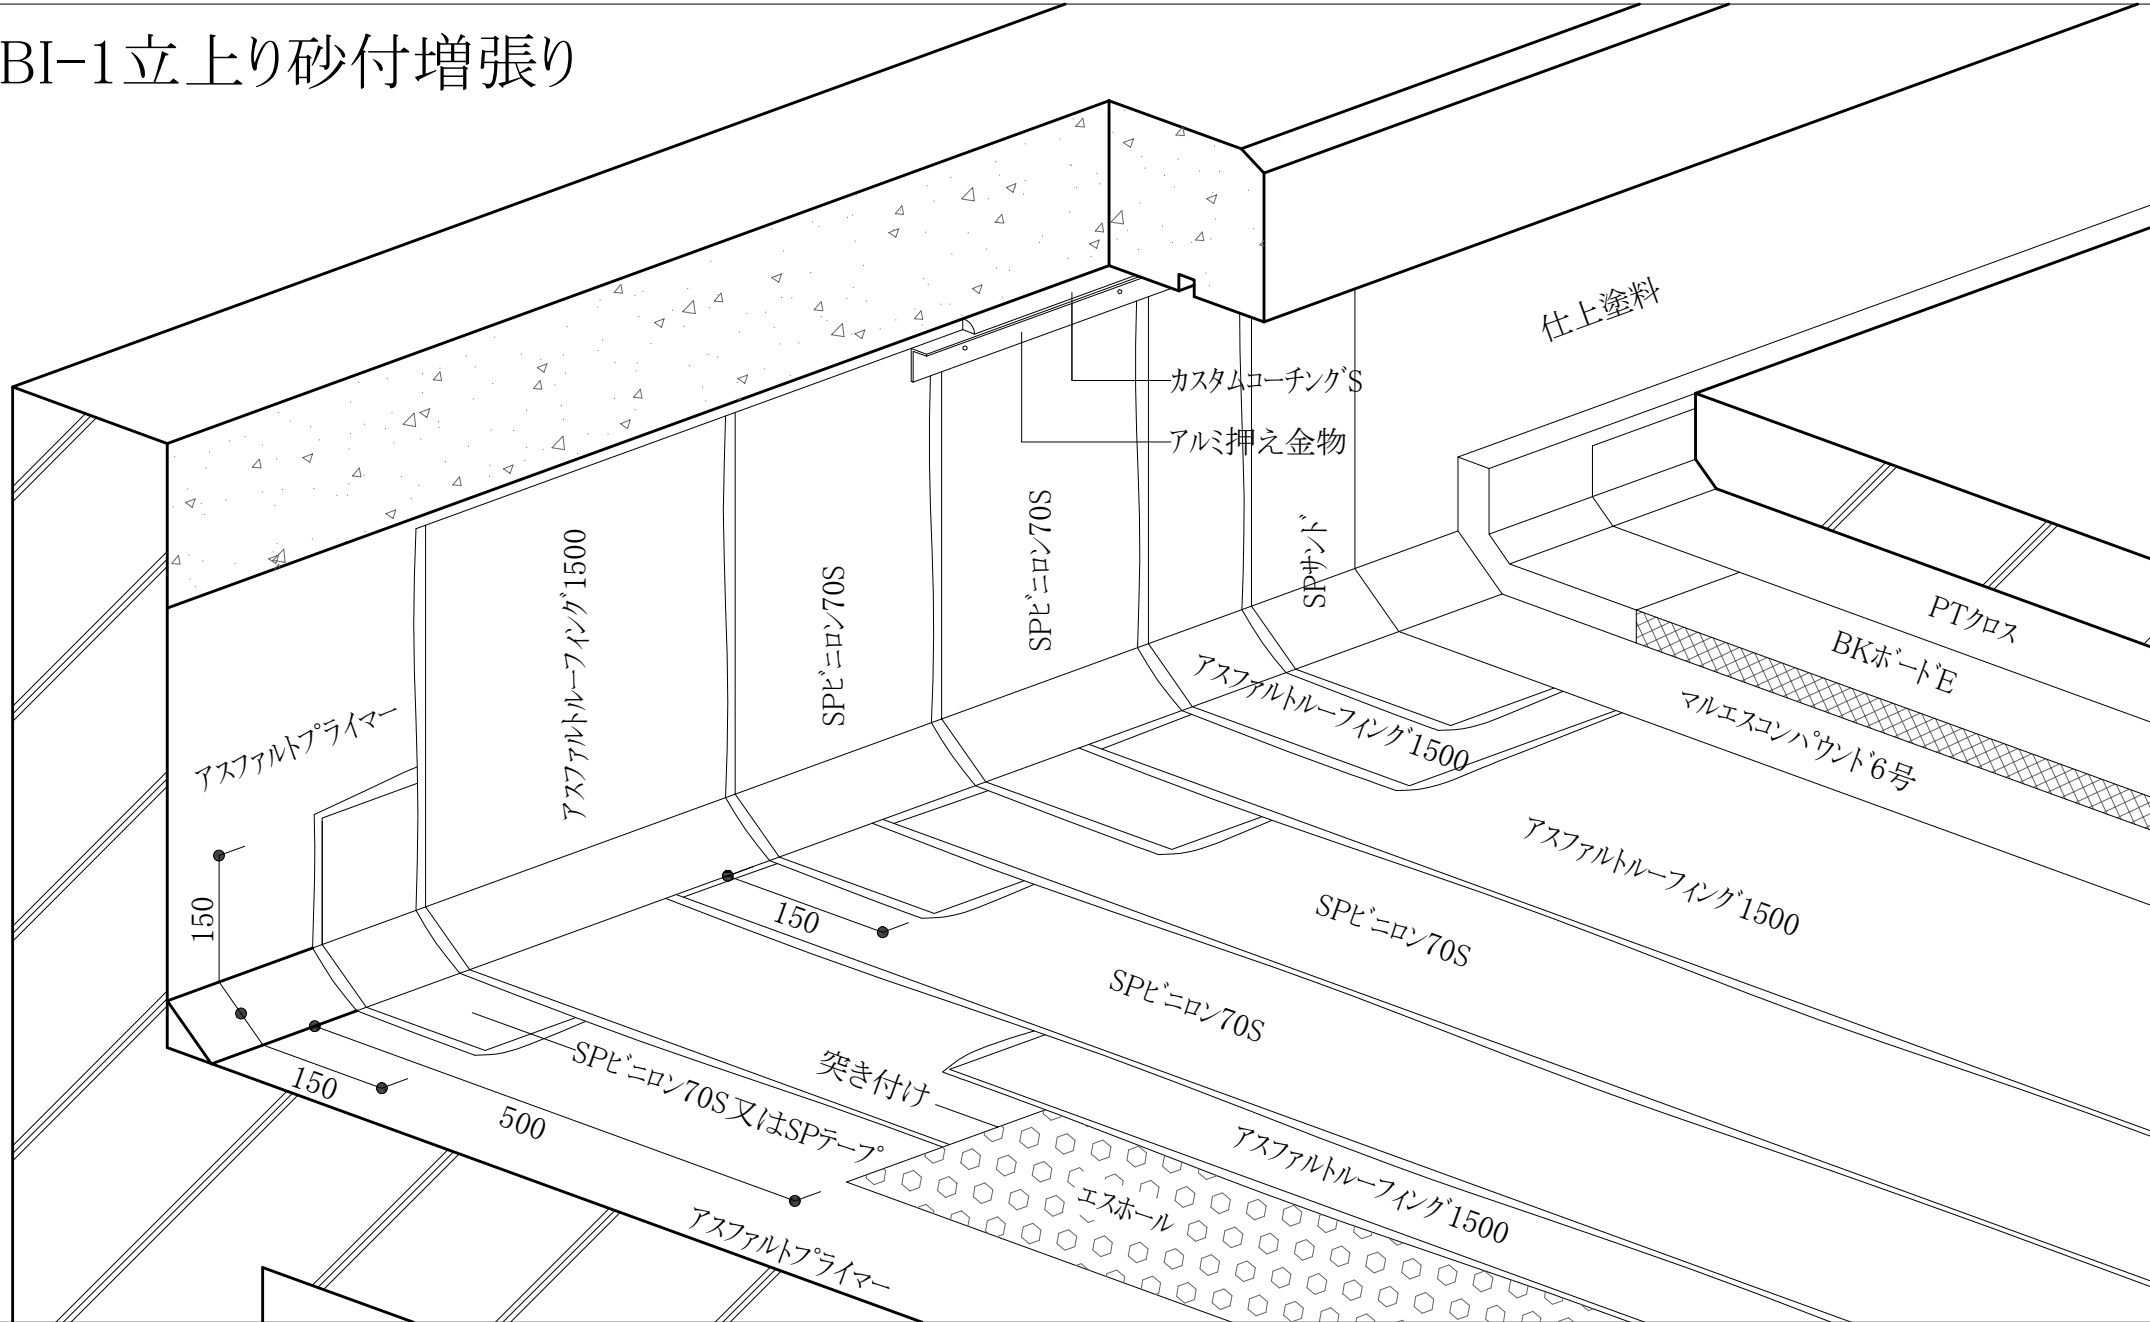 BI-1立上り砂付増張り
仕上塗料
カスタムコーチングS
アルミ押え金物
アスファルトルーフィング1500
SPビニロン70S
SPビニロン70S
SPサンド
アスファルトプライマー
150
アスファルトルーフィング1500
PTクロス
BKボードE
マルエスコンパウンド6号
アスファルトルーフィング1500
SPビニロン70S
150
SPビニロン70S
突き付け
SPビニロン70S又はSPテープ
150
500
アスファルトルーフィング1500
エスホール
アスファルトプライマー